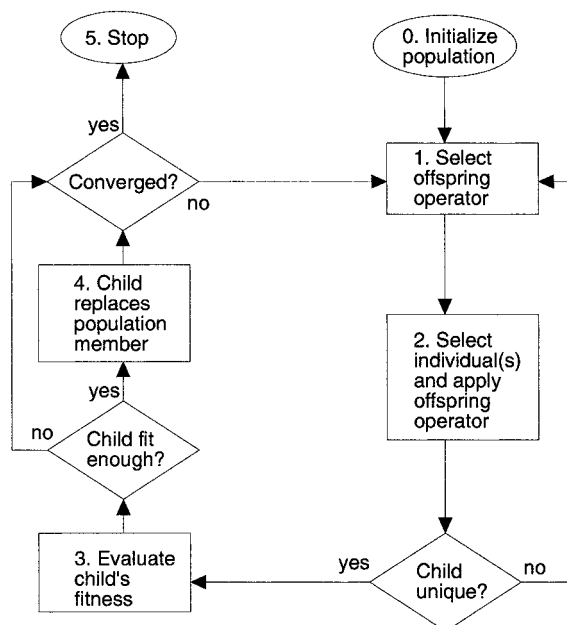 5. Stop
0. Initialize
population
yes
Converged?
no
1. Select
offspring
operator
4. Child
replaces
population
member
2. Select
individual(s)
and apply
offspring
operator
yes
no
Child fit
enough?
3. Evaluate
child's
fitness
yes
Child
unique?
no